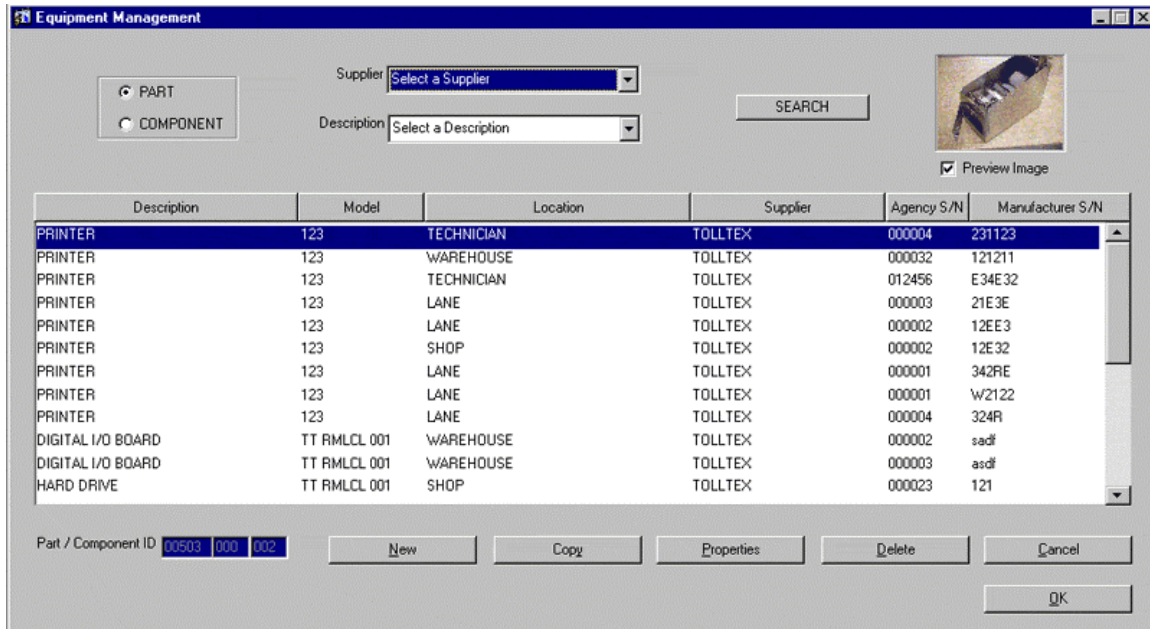 Equipment Management
PART
COMPONENT
Supplier Select a Supplier
Description Select a Description
SEARCH
Preview Image
Description Model Location Supplier Agency S/N Manufacturer S/N
PRINTER 123 TECHNICIAN TOLLTEX 000004 231123
PRINTER 123 WAREHOUSE TOLLTEX 000032 121211
PRINTER 123 TECHNICIAN TOLLTEX 012456 E34E32
PRINTER 123 LANE TOLLTEX 000003 21E3E
PRINTER 123 LANE TOLLTEX 000002 12EE3
PRINTER 123 SHOP TOLLTEX 000002 12E32
PRINTER 123 LANE TOLLTEX 000001 342RE
PRINTER 123 LANE TOLLTEX 000001 W2122
PRINTER 123 LANE TOLLTEX 000004 324R
DIGITAL I/O BOARD TT RMLCL 001 WAREHOUSE TOLLTEX 000002 sadf
DIGITAL I/O BOARD TT RMLCL 001 WAREHOUSE TOLLTEX 000003 asdf
HARD DRIVE TT RMLCL 001 SHOP TOLLTEX 000023 121
Part / Component ID 00503 000 002 New Copy Properties Delete Cancel
OK